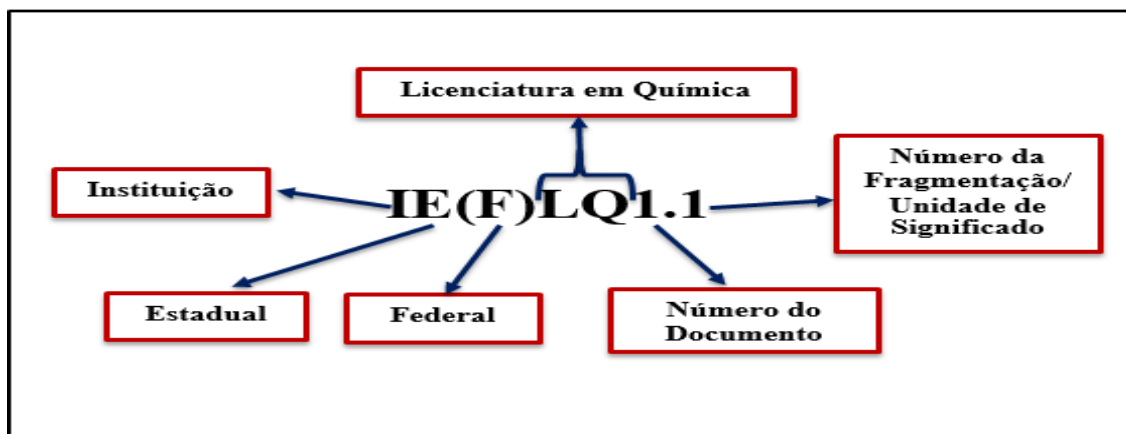 Licenciatura em Química
Número da
Fragmentação/
Unidade de
Significado
Instituição
IE(F)LQ1.1
Estadual
Federal
Número do
Documento